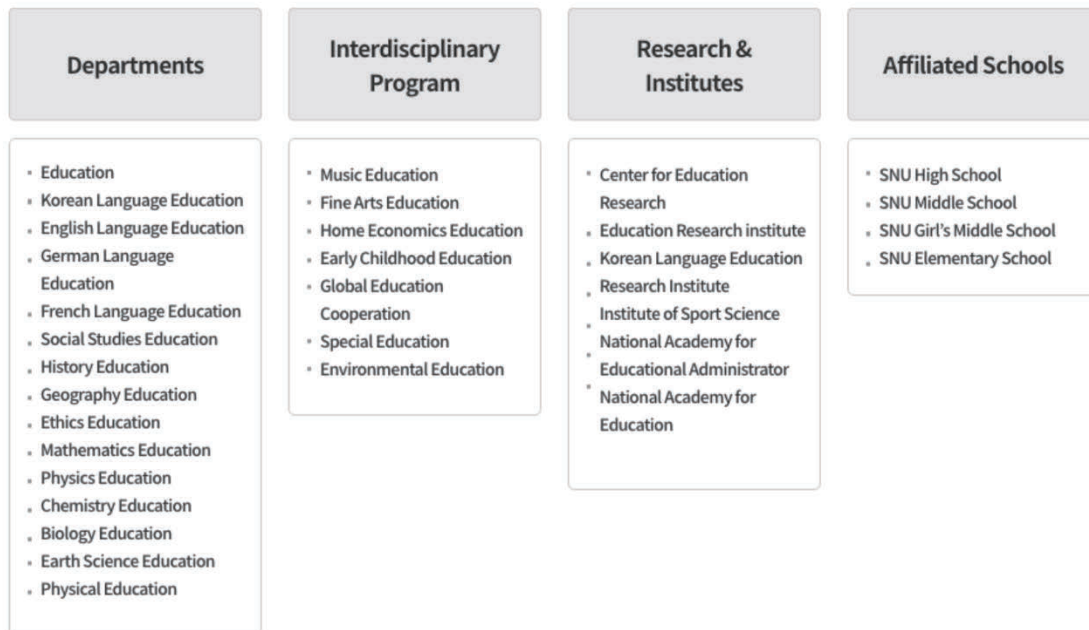 Departments
Education
Korean Language Education
English Language Education
German Language
Education
French Language Education
Social Studies Education
History Education
Geography Education
Ethics Education
Mathematics Education
Physics Education
Chemistry Education
Biology Education
Earth Science Education
Physical Education
Interdisciplinary
Program
Music Education
Fine Arts Education
Home Economics Education
Early Childhood Education
Global Education
Cooperation
Special Education
Environmental Education
Research &
Institutes
Center for Education
Research
Education Research institute
Korean Language Education
Research Institute
Institute of Sport Science
National Academy for
Educational Administrator
National Academy for
Education
Affiliated Schools
SNU High School
SNU Middle School
SNU Girl's Middle School
SNU Elementary School